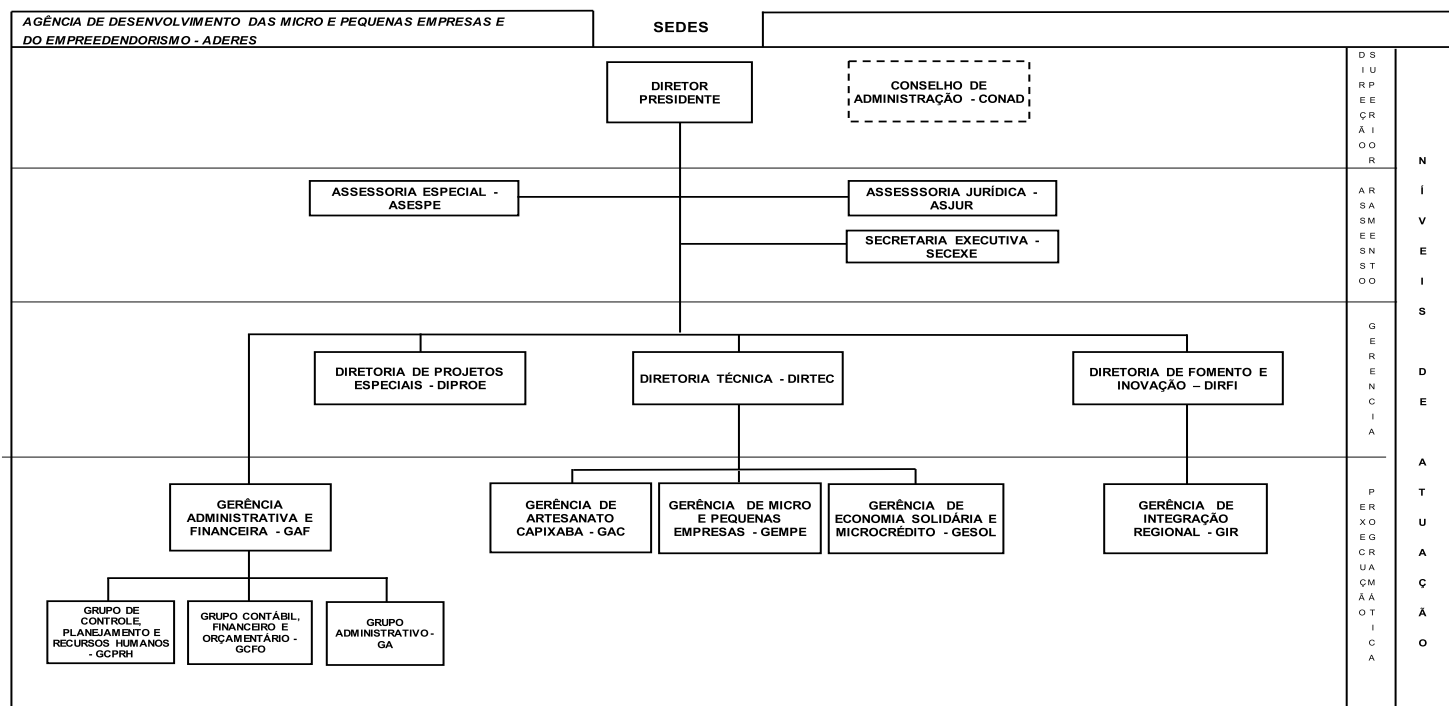 AGÊNCIA DE DESENVOLVIMENTO DAS MICRO E PEQUENAS EMPRESAS E
DO EMPREEDENDORISMO - ADERES
SEDES
DIRETOR
PRESIDENTE
CONSELHO DE
ADMINISTRAÇÃO - CONAD
DIREÇÃO
SUPERIOR
ASSESSORIA ESPECIAL -
ASESPE
ASSESSSORIA JURÍDICA -
ASJUR
SECRETARIA EXECUTIVA -
SECEXE
ASSESSO
RAMENTO
DIRETORIA DE PROJETOS
ESPECIAIS - DIPROE
DIRETORIA TÉCNICA - DIRTEC
DIRETORIA DE FOMENTO E
INOVAÇÃO – DIRFI
GERENCIA
GERÊNCIA
ADMINISTRATIVA E
FINANCEIRA - GAF
GERÊNCIA DE
ARTESANATO
CAPIXABA - GAC
GERÊNCIA DE MICRO
E PEQUENAS
EMPRESAS - GEMPE
GERÊNCIA DE
ECONOMIA SOLIDÁRIA E
MICROCRÉDITO - GESOL
GERÊNCIA DE
INTEGRAÇÃO
REGIONAL - GIR
GRUPO DE
CONTROLE,
PLANEJAMENTO E
RECURSOS HUMANOS
- GCPRH
GRUPO CONTÁBIL,
FINANCEIRO E
ORÇAMENTÁRIO -
GCFO
GRUPO
ADMINISTRATIVO -
GA
EXECUÇÃO
PROGRAMÁTICA
NÍVEIS DE ATUAÇÃO